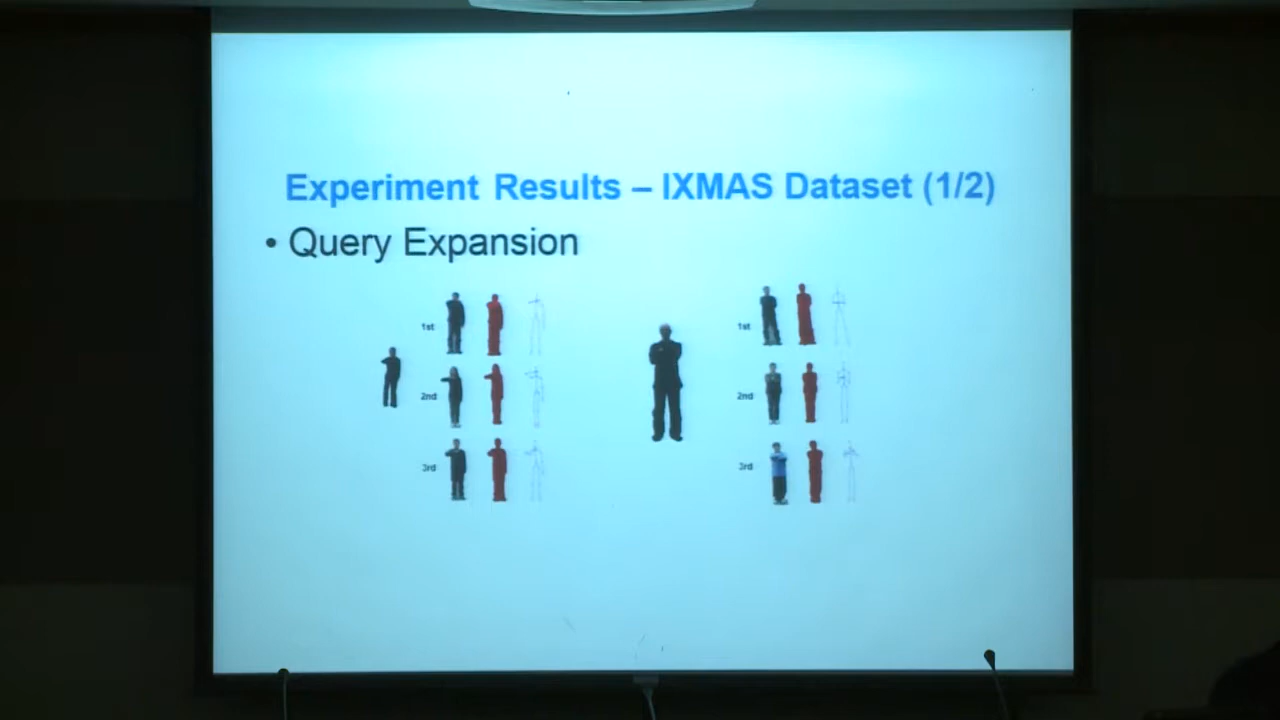 Experiment Results – IXMAS Dataset (1/2)
• Query Expansion
1st
2nd
3rd
1st
2nd
3rd